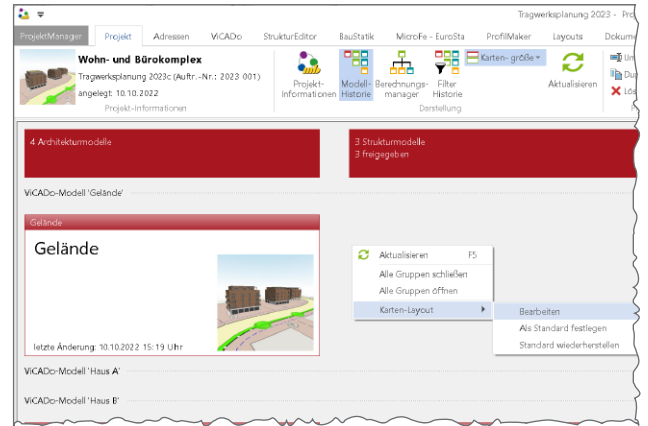 Tragwerksplanung 2023 - Pro
ProjektManager Projekt Adressen ViCADo StrukturEditor BauStatik MicroFe - EuroSta ProfilMaker Layouts Dokume
Wohn- und Bürokomplex
Tragwerksplanung 2023c (Auftr.-Nr.: 2023 001)
angelegt: 10.10.2022
Projekt-Informationen
Projekt-
Informationen
Modell-
Historie
Berechnungs-
manager
Filter
Historie
Karten- größe
Darstellung
Aktualisieren
Um
Dup
Lös
4 Architekturmodelle
3 Strukturmodelle
3 freigegeben
ViCADo-Modell 'Gelände'
Gelände
Gelände
letzte Änderung: 10.10.2022 15:19 Uhr
Aktualisieren F5
Alle Gruppen schließen
Alle Gruppen öffnen
Karten-Layout
Bearbeiten
Als Standard festlegen
Standard wiederherstellen
ViCADo-Modell 'Haus A'
ViCADo-Modell 'Haus B'